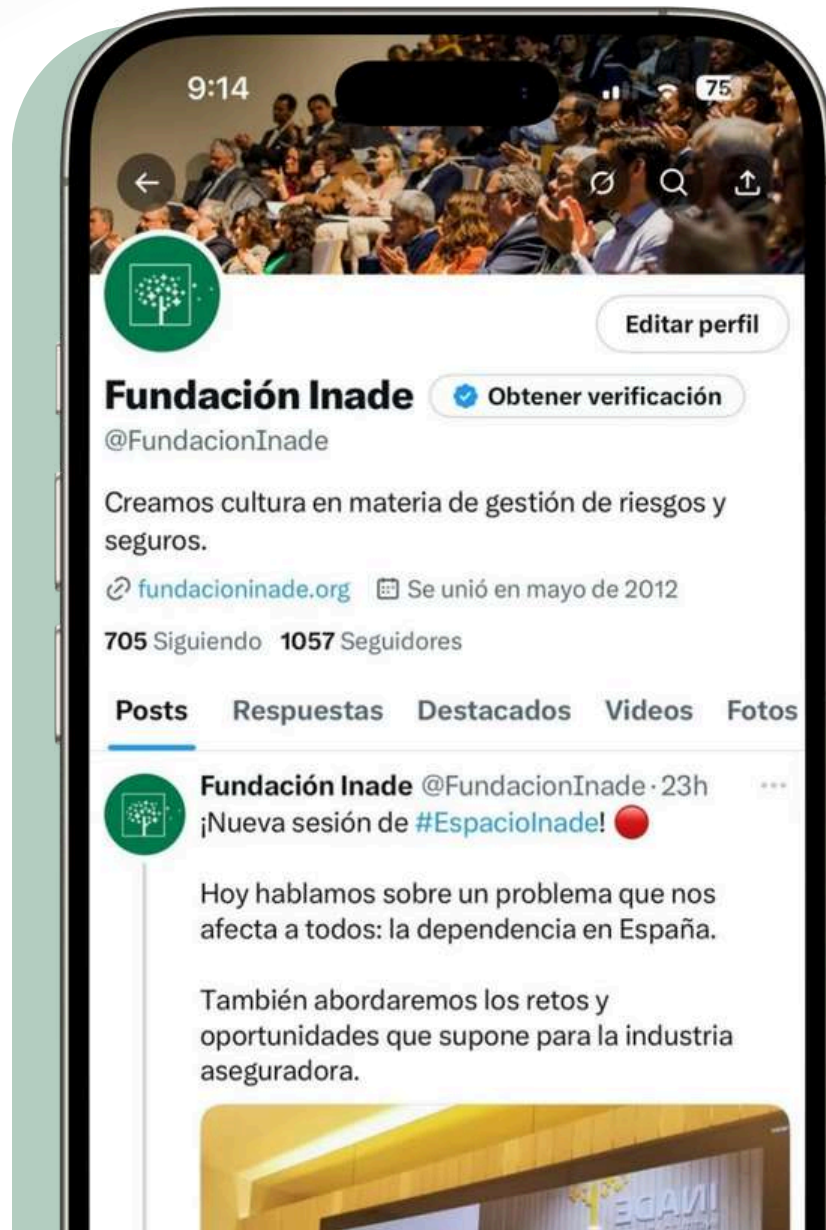 9:14
75
Editar perfil
Fundación Inade
Obtener verificación
@FundacionInade
Creamos cultura en materia de gestión de riesgos y
seguros.
fundacioninade.org
Se unió en mayo de 2012
705 Siguiendo 1057 Seguidores
Posts Respuestas Destacados Videos Fotos
Fundación Inade @FundacionInade · 23h
¡Nueva sesión de #EspacioInade!
Hoy hablamos sobre un problema que nos
afecta a todos: la dependencia en España.
También abordaremos los retos y
oportunidades que supone para la industria
aseguradora.
INADE